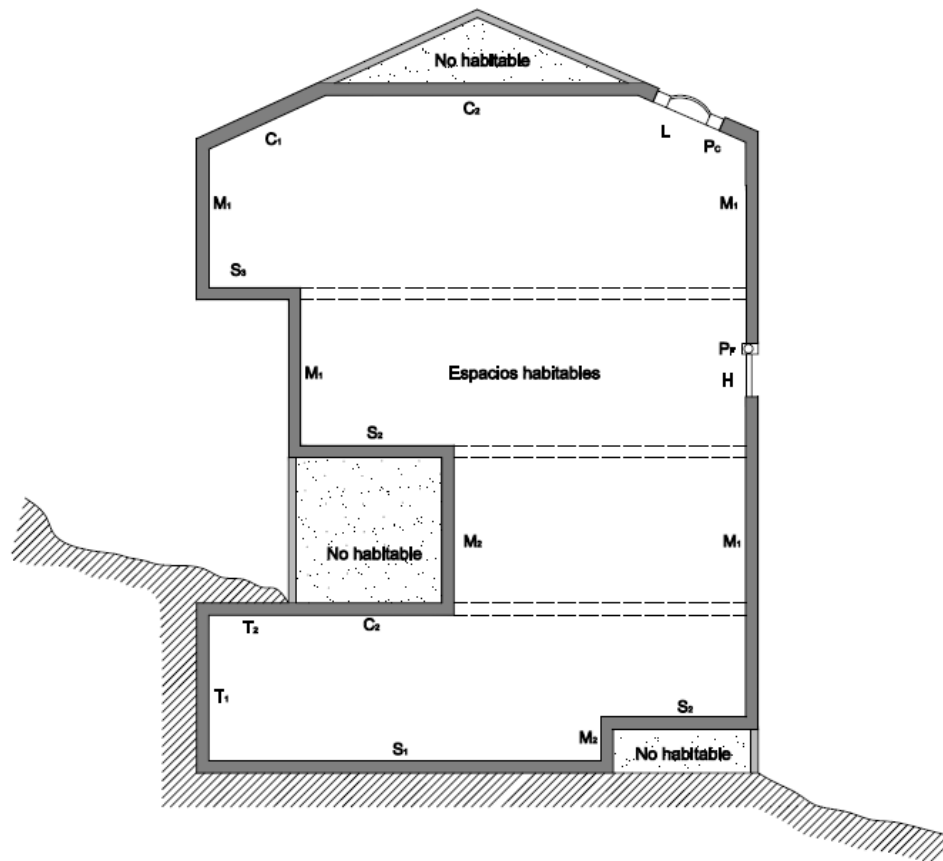 No habitable
C₁
C₂
L
Pc
M₁
M₁
S₃
PF
M₁
Espacios habitables
H
S₂
No habitable
M₂
M₁
T₂
C₂
T₁
S₂
S₁
M₂
No habitable